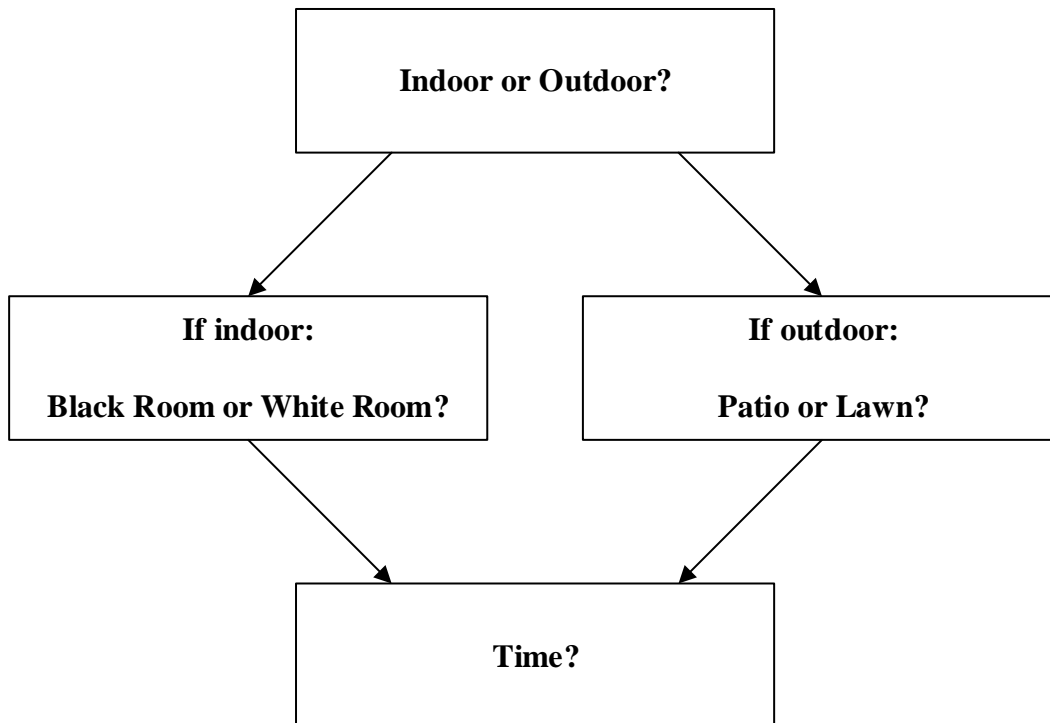 Indoor or Outdoor?
If indoor:
Black Room or White Room?
If outdoor:
Patio or Lawn?
Time?